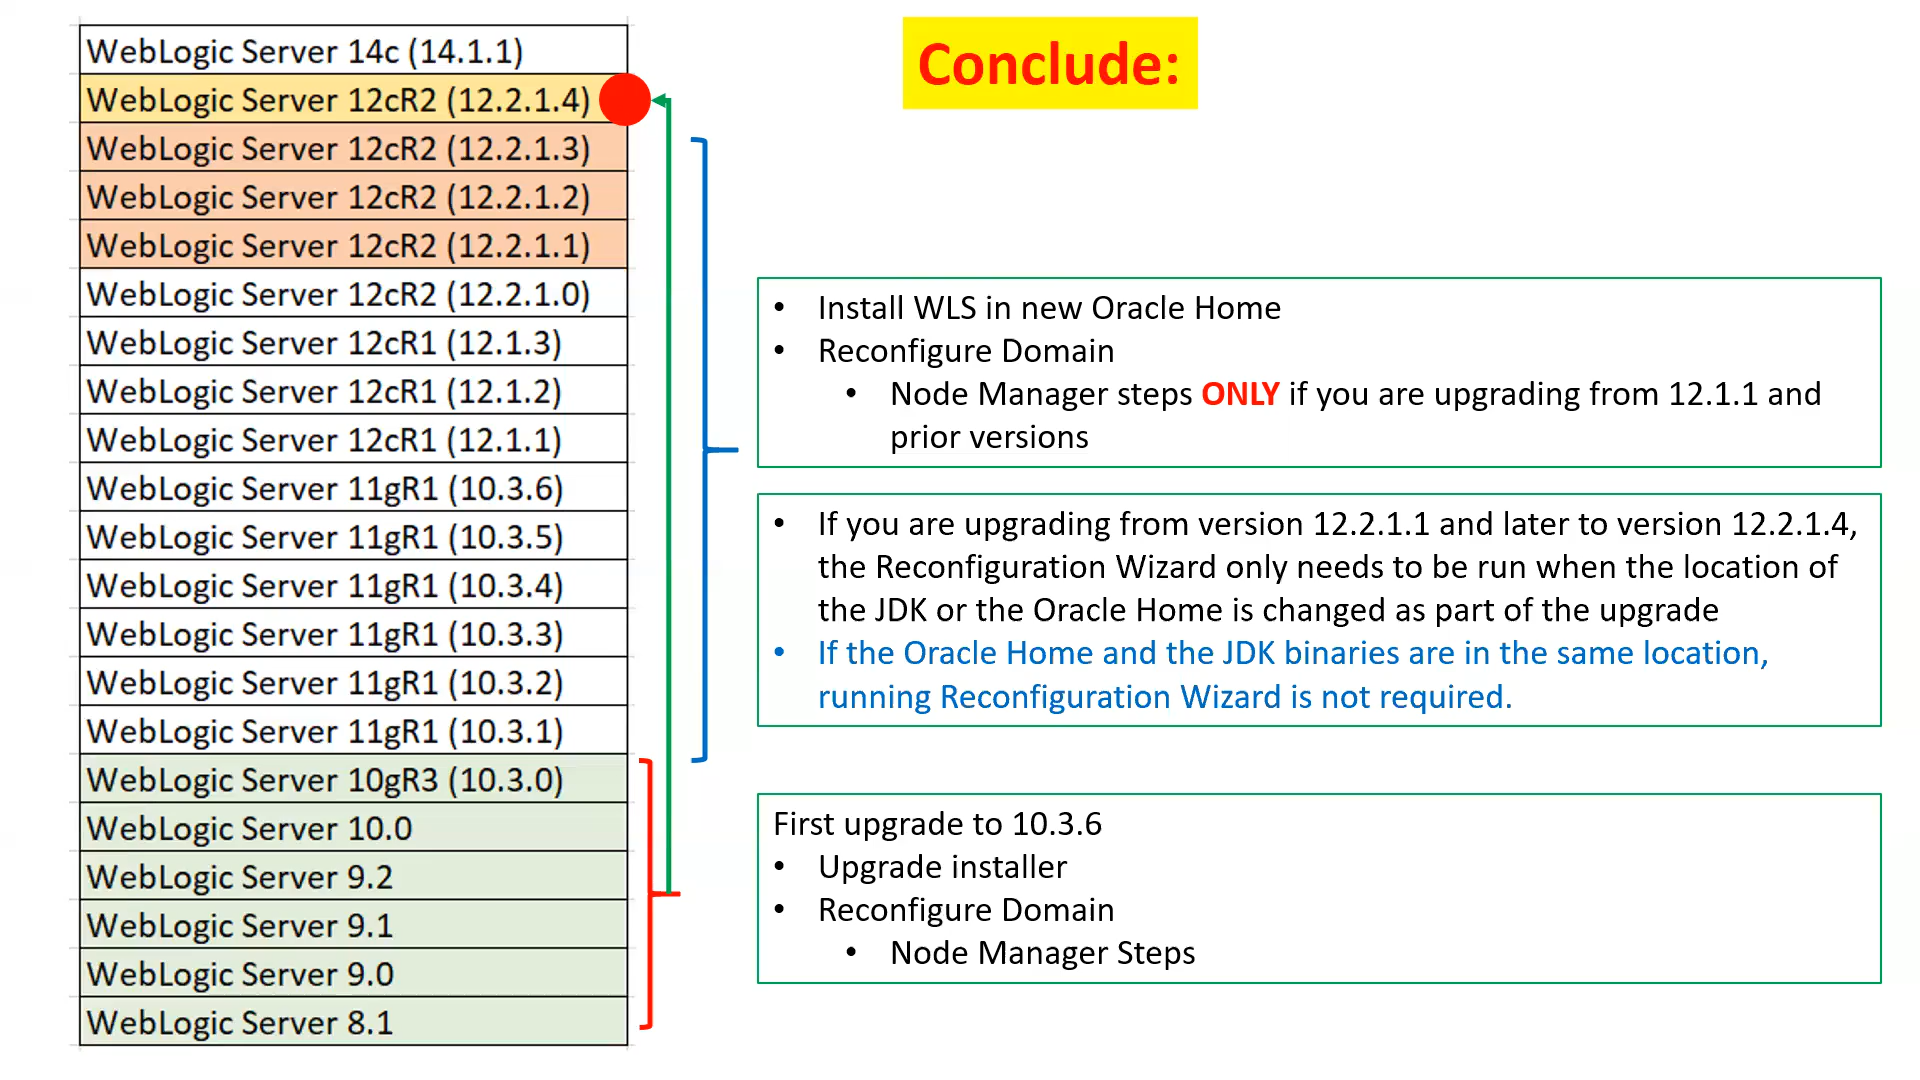 WebLogic Server 14c (14.1.1)
WebLogic Server 12cR2 (12.2.1.4)
WebLogic Server 12cR2 (12.2.1.3)
WebLogic Server 12cR2 (12.2.1.2)
WebLogic Server 12cR2 (12.2.1.1)
WebLogic Server 12cR2 (12.2.1.0)
WebLogic Server 12cR1 (12.1.3)
WebLogic Server 12cR1 (12.1.2)
WebLogic Server 12cR1 (12.1.1)
WebLogic Server 11gR1 (10.3.6)
WebLogic Server 11gR1 (10.3.5)
WebLogic Server 11gR1 (10.3.4)
WebLogic Server 11gR1 (10.3.3)
WebLogic Server 11gR1 (10.3.2)
WebLogic Server 11gR1 (10.3.1)
WebLogic Server 10gR3 (10.3.0)
WebLogic Server 10.0
WebLogic Server 9.2
WebLogic Server 9.1
WebLogic Server 9.0
WebLogic Server 8.1
Conclude:
• Install WLS in new Oracle Home
• Reconfigure Domain
• Node Manager steps ONLY if you are upgrading from 12.1.1 and
prior versions
• If you are upgrading from version 12.2.1.1 and later to version 12.2.1.4,
the Reconfiguration Wizard only needs to be run when the location of
the JDK or the Oracle Home is changed as part of the upgrade
• If the Oracle Home and the JDK binaries are in the same location,
running Reconfiguration Wizard is not required.
First upgrade to 10.3.6
• Upgrade installer
• Reconfigure Domain
• Node Manager Steps